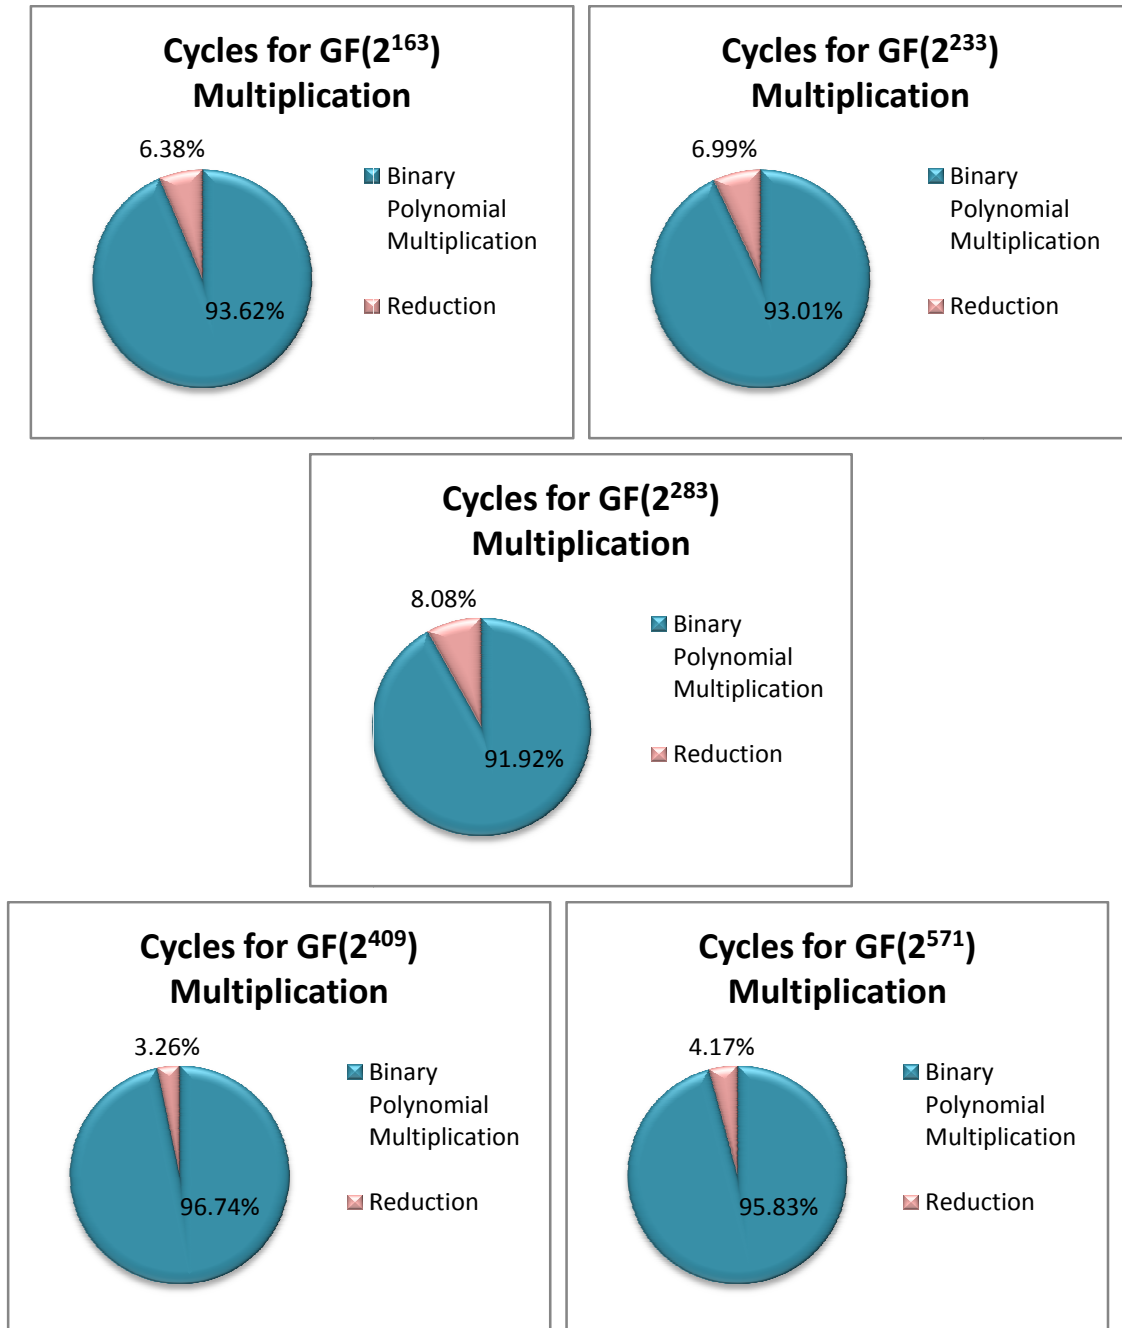 Cycles for GF(2¹⁶³)
Multiplication
6.38%
93.62%
Binary
Polynomial
Multiplication
Reduction
Cycles for GF(2²³³)
Multiplication
6.99%
93.01%
Binary
Polynomial
Multiplication
Reduction
Cycles for GF(2²⁸³)
Multiplication
8.08%
91.92%
Binary
Polynomial
Multiplication
Reduction
Cycles for GF(2⁴⁰⁹)
Multiplication
3.26%
96.74%
Binary
Polynomial
Multiplication
Reduction
Cycles for GF(2⁵⁷¹)
Multiplication
4.17%
95.83%
Binary
Polynomial
Multiplication
Reduction